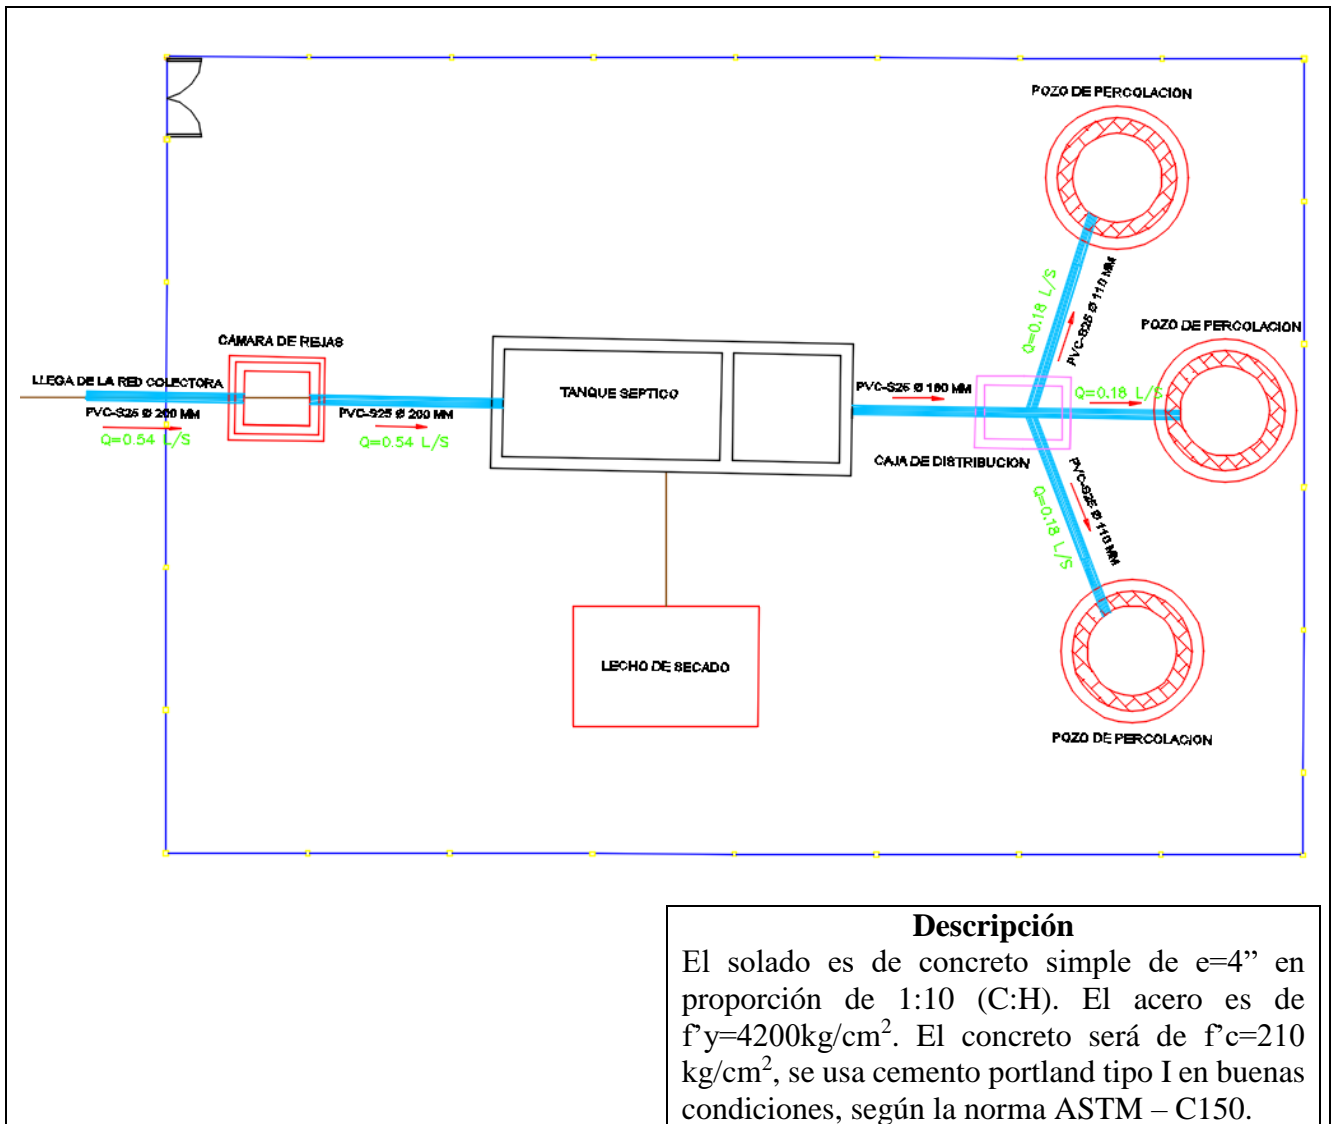 POZO DE PERCOLACION
Q=0.18 L/S
PVC-S25 Ø 110 MM
POZO DE PERCOLACION
CAMARA DE REJAS
LLEGA DE LA RED COLECTORA
PVC-S25 Ø 200 MM
Q=0.54 L/S
PVC-S25 Ø 200 MM
Q=0.54 L/S
TANQUE SEPTICO
PVC-S25 Ø 160 MM
Q=0.18 L/S
CAJA DE DISTRIBUCION
PVC-S25 Ø 110 MM
Q=0.18 L/S
LECHO DE SECADO
POZO DE PERCOLACION
Descripción
El solado es de concreto simple de e=4” en
proporción de 1:10 (C:H). El acero es de
f’y=4200kg/cm². El concreto será de f’c=210
kg/cm², se usa cemento portland tipo I en buenas
condiciones, según la norma ASTM – C150.